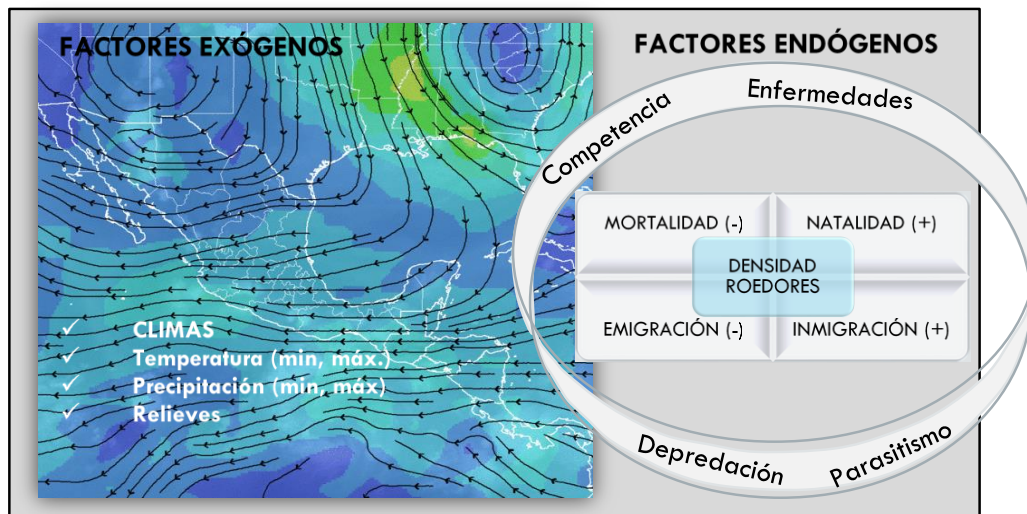 FACTORES EXÓGENOS
✓ CLIMAS
✓ Temperatura (min, máx.)
✓ Precipitación (min, máx)
✓ Relieves
FACTORES ENDÓGENOS
Competencia
Enfermedades
MORTALIDAD (-)
NATALIDAD (+)
DENSIDAD
ROEDORES
EMIGRACIÓN (-)
INMIGRACIÓN (+)
Depredación
Parasitismo